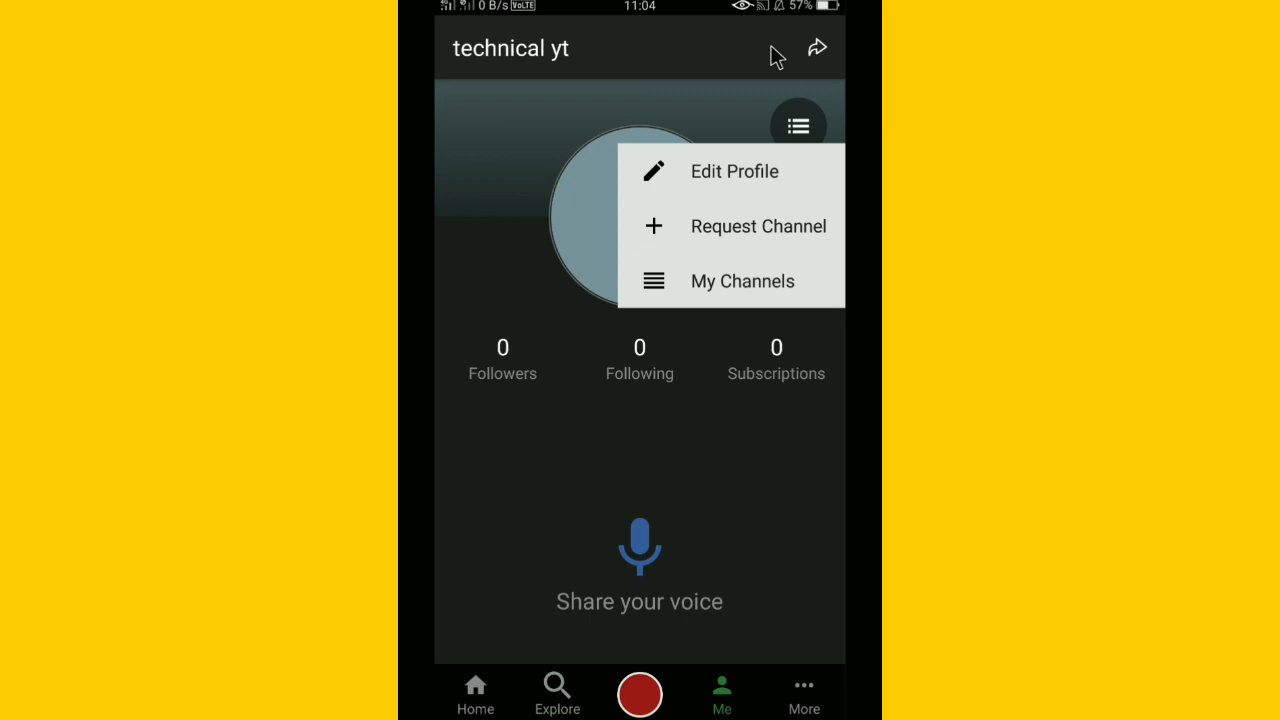 0 B/s VoLTE 11:04 57%
technical yt
Edit Profile
Request Channel
My Channels
0 0 0
Followers Following Subscriptions
Share your voice
Home Explore Me More